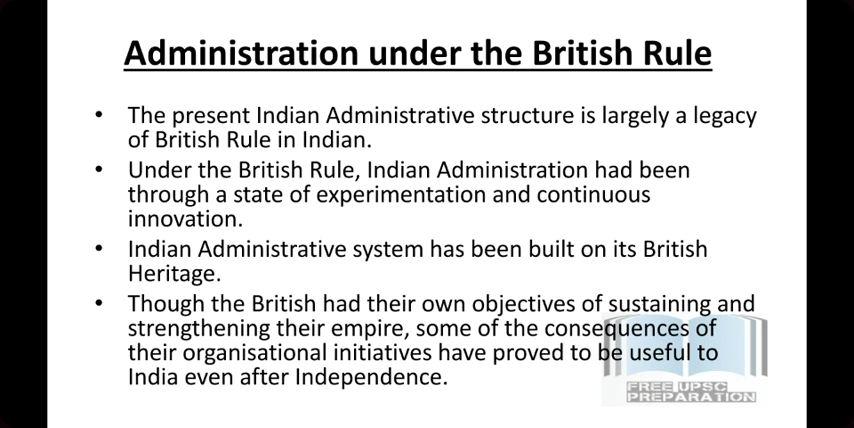 Administration under the British Rule
• The present Indian Administrative structure is largely a legacy
of British Rule in Indian.
• Under the British Rule, Indian Administration had been
through a state of experimentation and continuous
innovation.
• Indian Administrative system has been built on its British
Heritage.
• Though the British had their own objectives of sustaining and
strengthening their empire, some of the consequences of
their organisational initiatives have proved to be useful to
India even after Independence.
FREE UPSC
PREPARATION